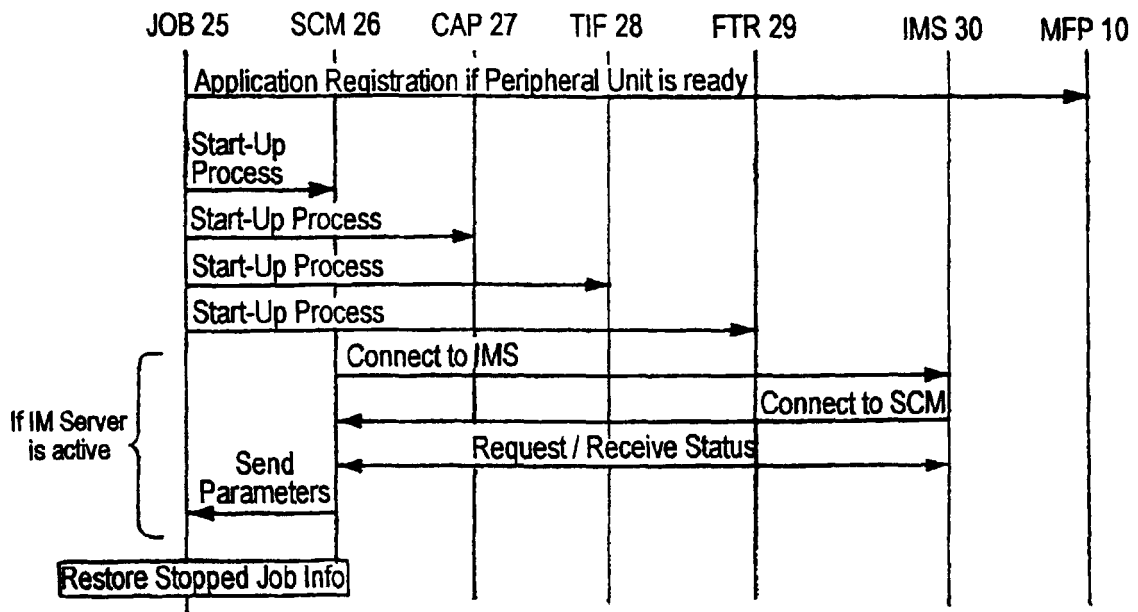 JOB 25 SCM 26 CAP 27 TIF 28 FTR 29 IMS 30 MFP 10
Application Registration if Peripheral Unit is ready
Start-Up
Process
Start-Up Process
Start-Up Process
Start-Up Process
Connect to IMS
Connect to SCM
If IM Server
is active
Request / Receive Status
Send
Parameters
Restore Stopped Job Info